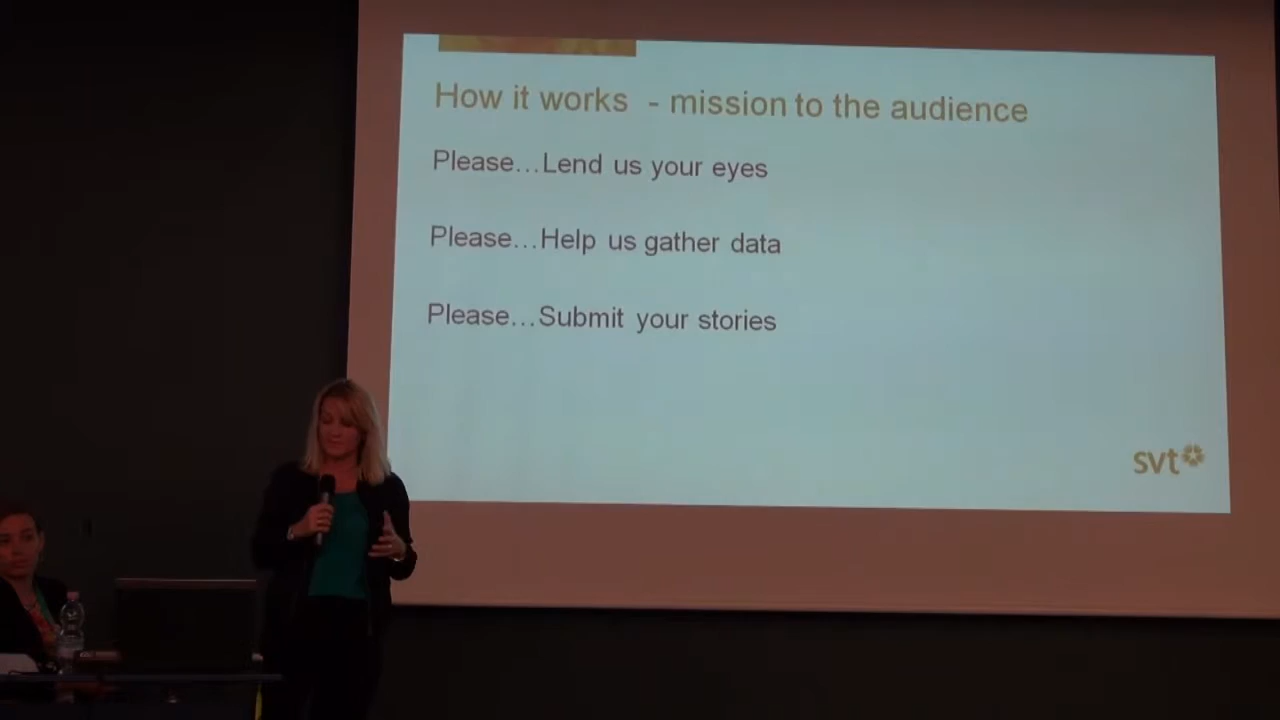 How it works - mission to the audience
Please...Lend us your eyes
Please...Help us gather data
Please...Submit your stories
svt